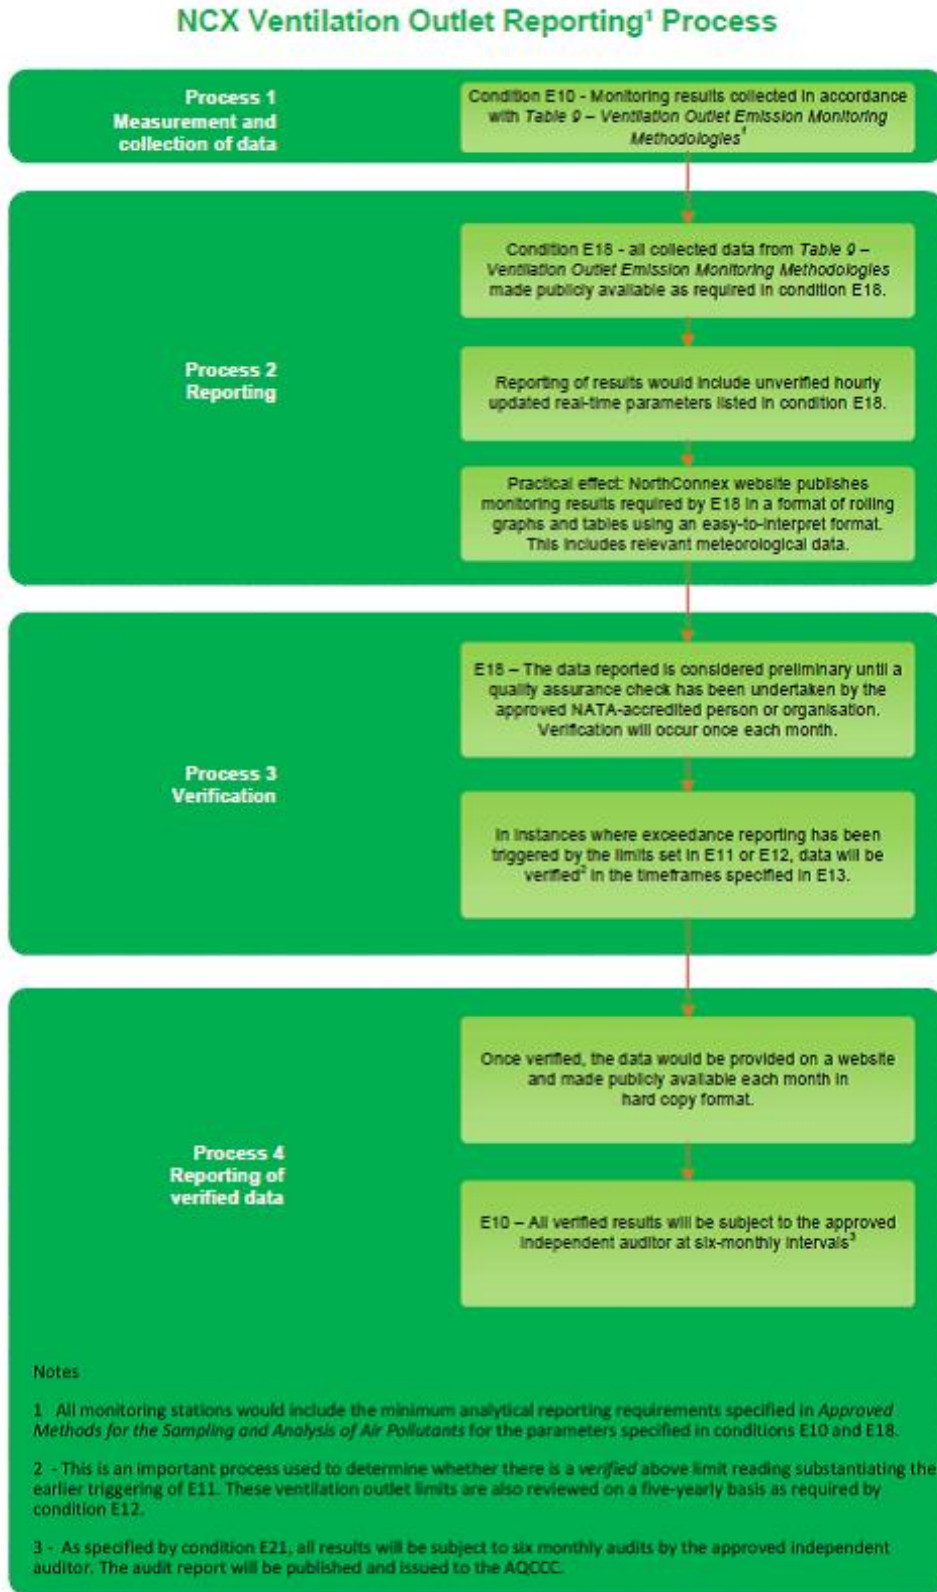 NCX Ventilation Outlet Reporting¹ Process
Process 1
Measurement and
collection of data
Condition E10 - Monitoring results collected in accordance
with Table 9 – Ventilation Outlet Emission Monitoring
Methodologies¹
Process 2
Reporting
Condition E18 - all collected data from Table 9 –
Ventilation Outlet Emission Monitoring Methodologies
made publicly available as required in condition E18.
Reporting of results would include unverified hourly
updated real-time parameters listed in condition E18.
Practical effect: NorthConnex website publishes
monitoring results required by E18 in a format of rolling
graphs and tables using an easy-to-interpret format.
This includes relevant meteorological data.
Process 3
Verification
E18 – The data reported is considered preliminary until a
quality assurance check has been undertaken by the
approved NATA-accredited person or organisation.
Verification will occur once each month.
In instances where exceedance reporting has been
triggered by the limits set in E11 or E12, data will be
verified² in the timeframes specified in E13.
Process 4
Reporting of
verified data
Once verified, the data would be provided on a website
and made publicly available each month in
hard copy format.
E10 – All verified results will be subject to the approved
independent auditor at six-monthly intervals³
Notes
1 All monitoring stations would include the minimum analytical reporting requirements specified in Approved
Methods for the Sampling and Analysis of Air Pollutants for the parameters specified in conditions E10 and E18.
2 - This is an important process used to determine whether there is a verified above limit reading substantiating the
earlier triggering of E11. These ventilation outlet limits are also reviewed on a five-yearly basis as required by
condition E12.
3 - As specified by condition E21, all results will be subject to six monthly audits by the approved independent
auditor. The audit report will be published and issued to the AQCCC.